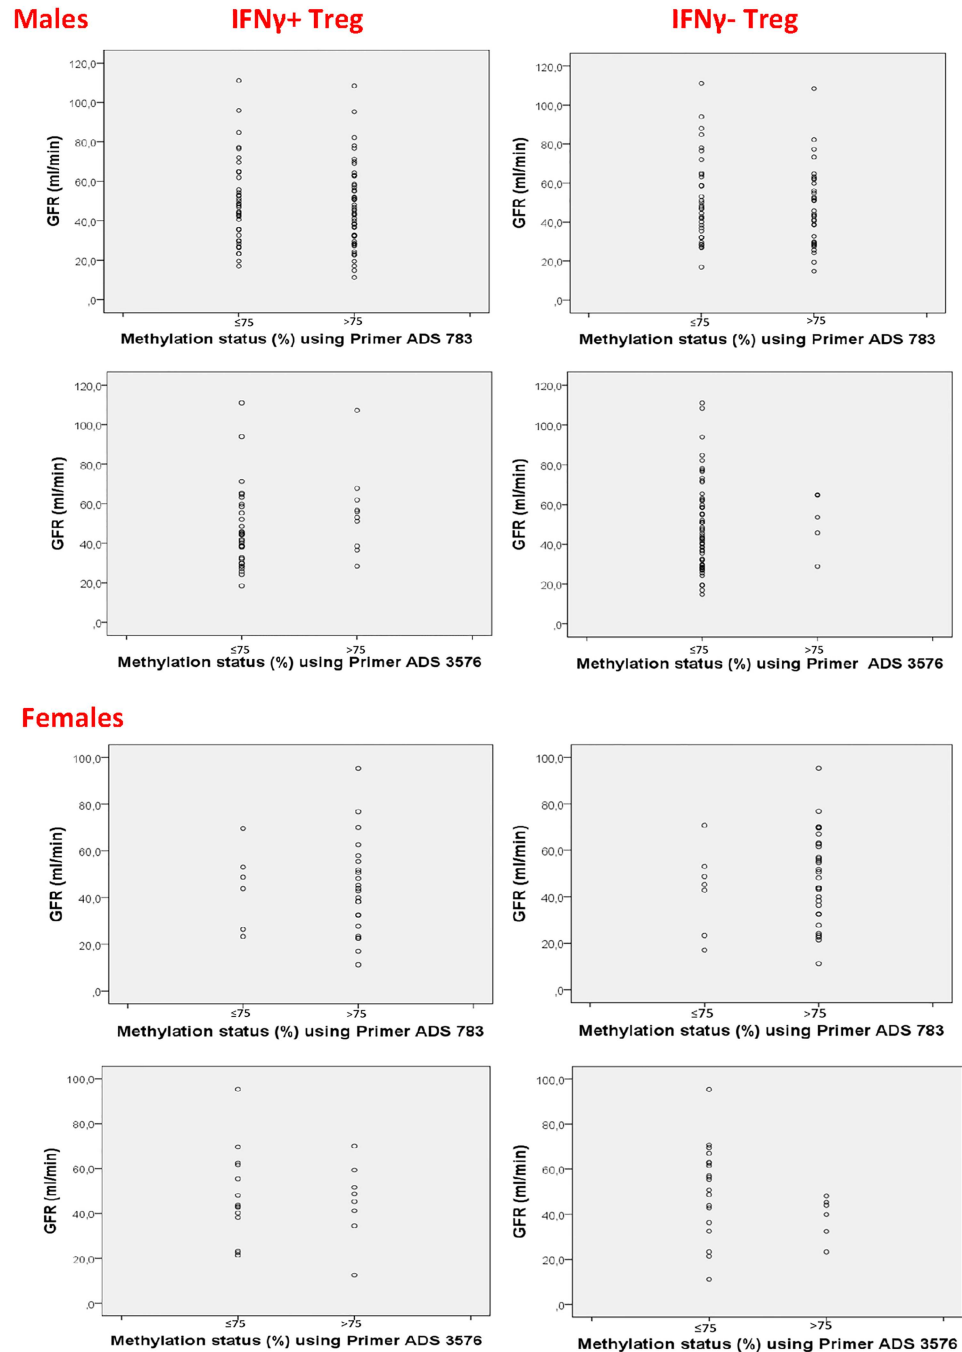 Males IFNγ+ Treg IFNγ- Treg
120,0 120,0
100,0 100,0
80,0 80,0
60,0 60,0
40,0 40,0
20,0 20,0
,0 ,0
GFR (ml/min) GFR (ml/min)
≤75 >75 ≤75 >75
Methylation status (%) using Primer ADS 783 Methylation status (%) using Primer ADS 783
120,0 120,0
100,0 100,0
80,0 80,0
60,0 60,0
40,0 40,0
20,0 20,0
,0 ,0
GFR (ml/min) GFR (ml/min)
≤75 >75 ≤75 >75
Methylation status (%) using Primer ADS 3576 Methylation status (%) using Primer ADS 3576
Females
100,0 100,0
80,0 80,0
60,0 60,0
40,0 40,0
20,0 20,0
,0 ,0
GFR (ml/min) GFR (ml/min)
≤75 >75 ≤75 >75
Methylation status (%) using Primer ADS 783 Methylation status (%) using Primer ADS 783
100,0 100,0
80,0 80,0
60,0 60,0
40,0 40,0
20,0 20,0
,0 ,0
GFR (ml/min) GFR (ml/min)
≤75 >75 ≤75 >75
Methylation status (%) using Primer ADS 3576 Methylation status (%) using Primer ADS 3576